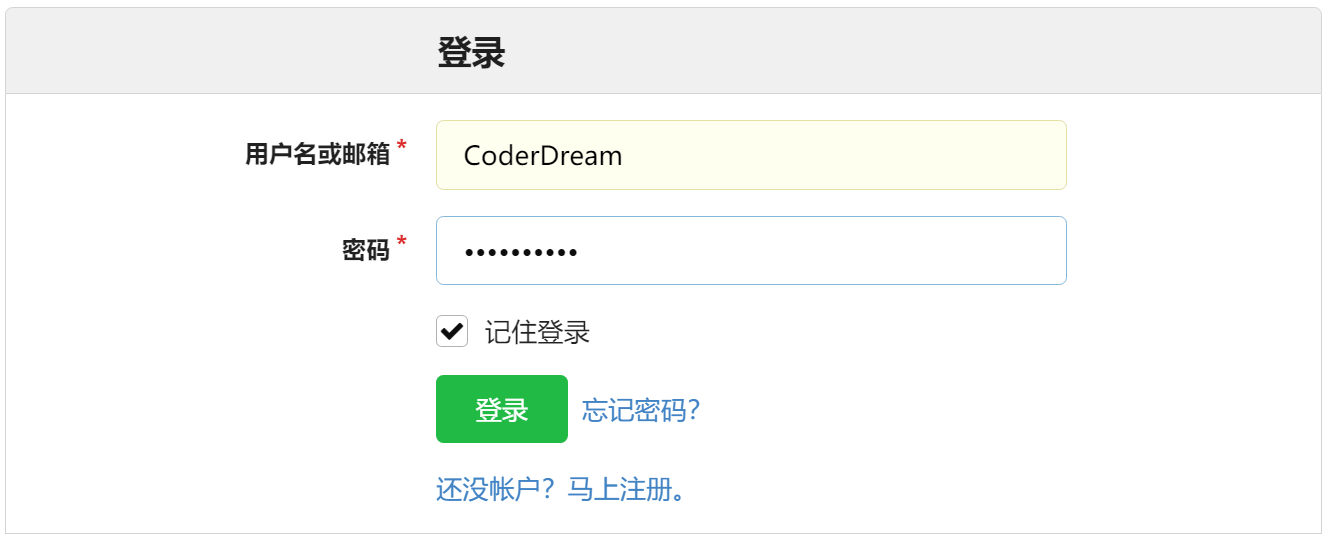 登录
用户名或邮箱 *
CoderDream
密码 *
••••••••••
记住登录
登录 忘记密码？
还没帐户？马上注册。